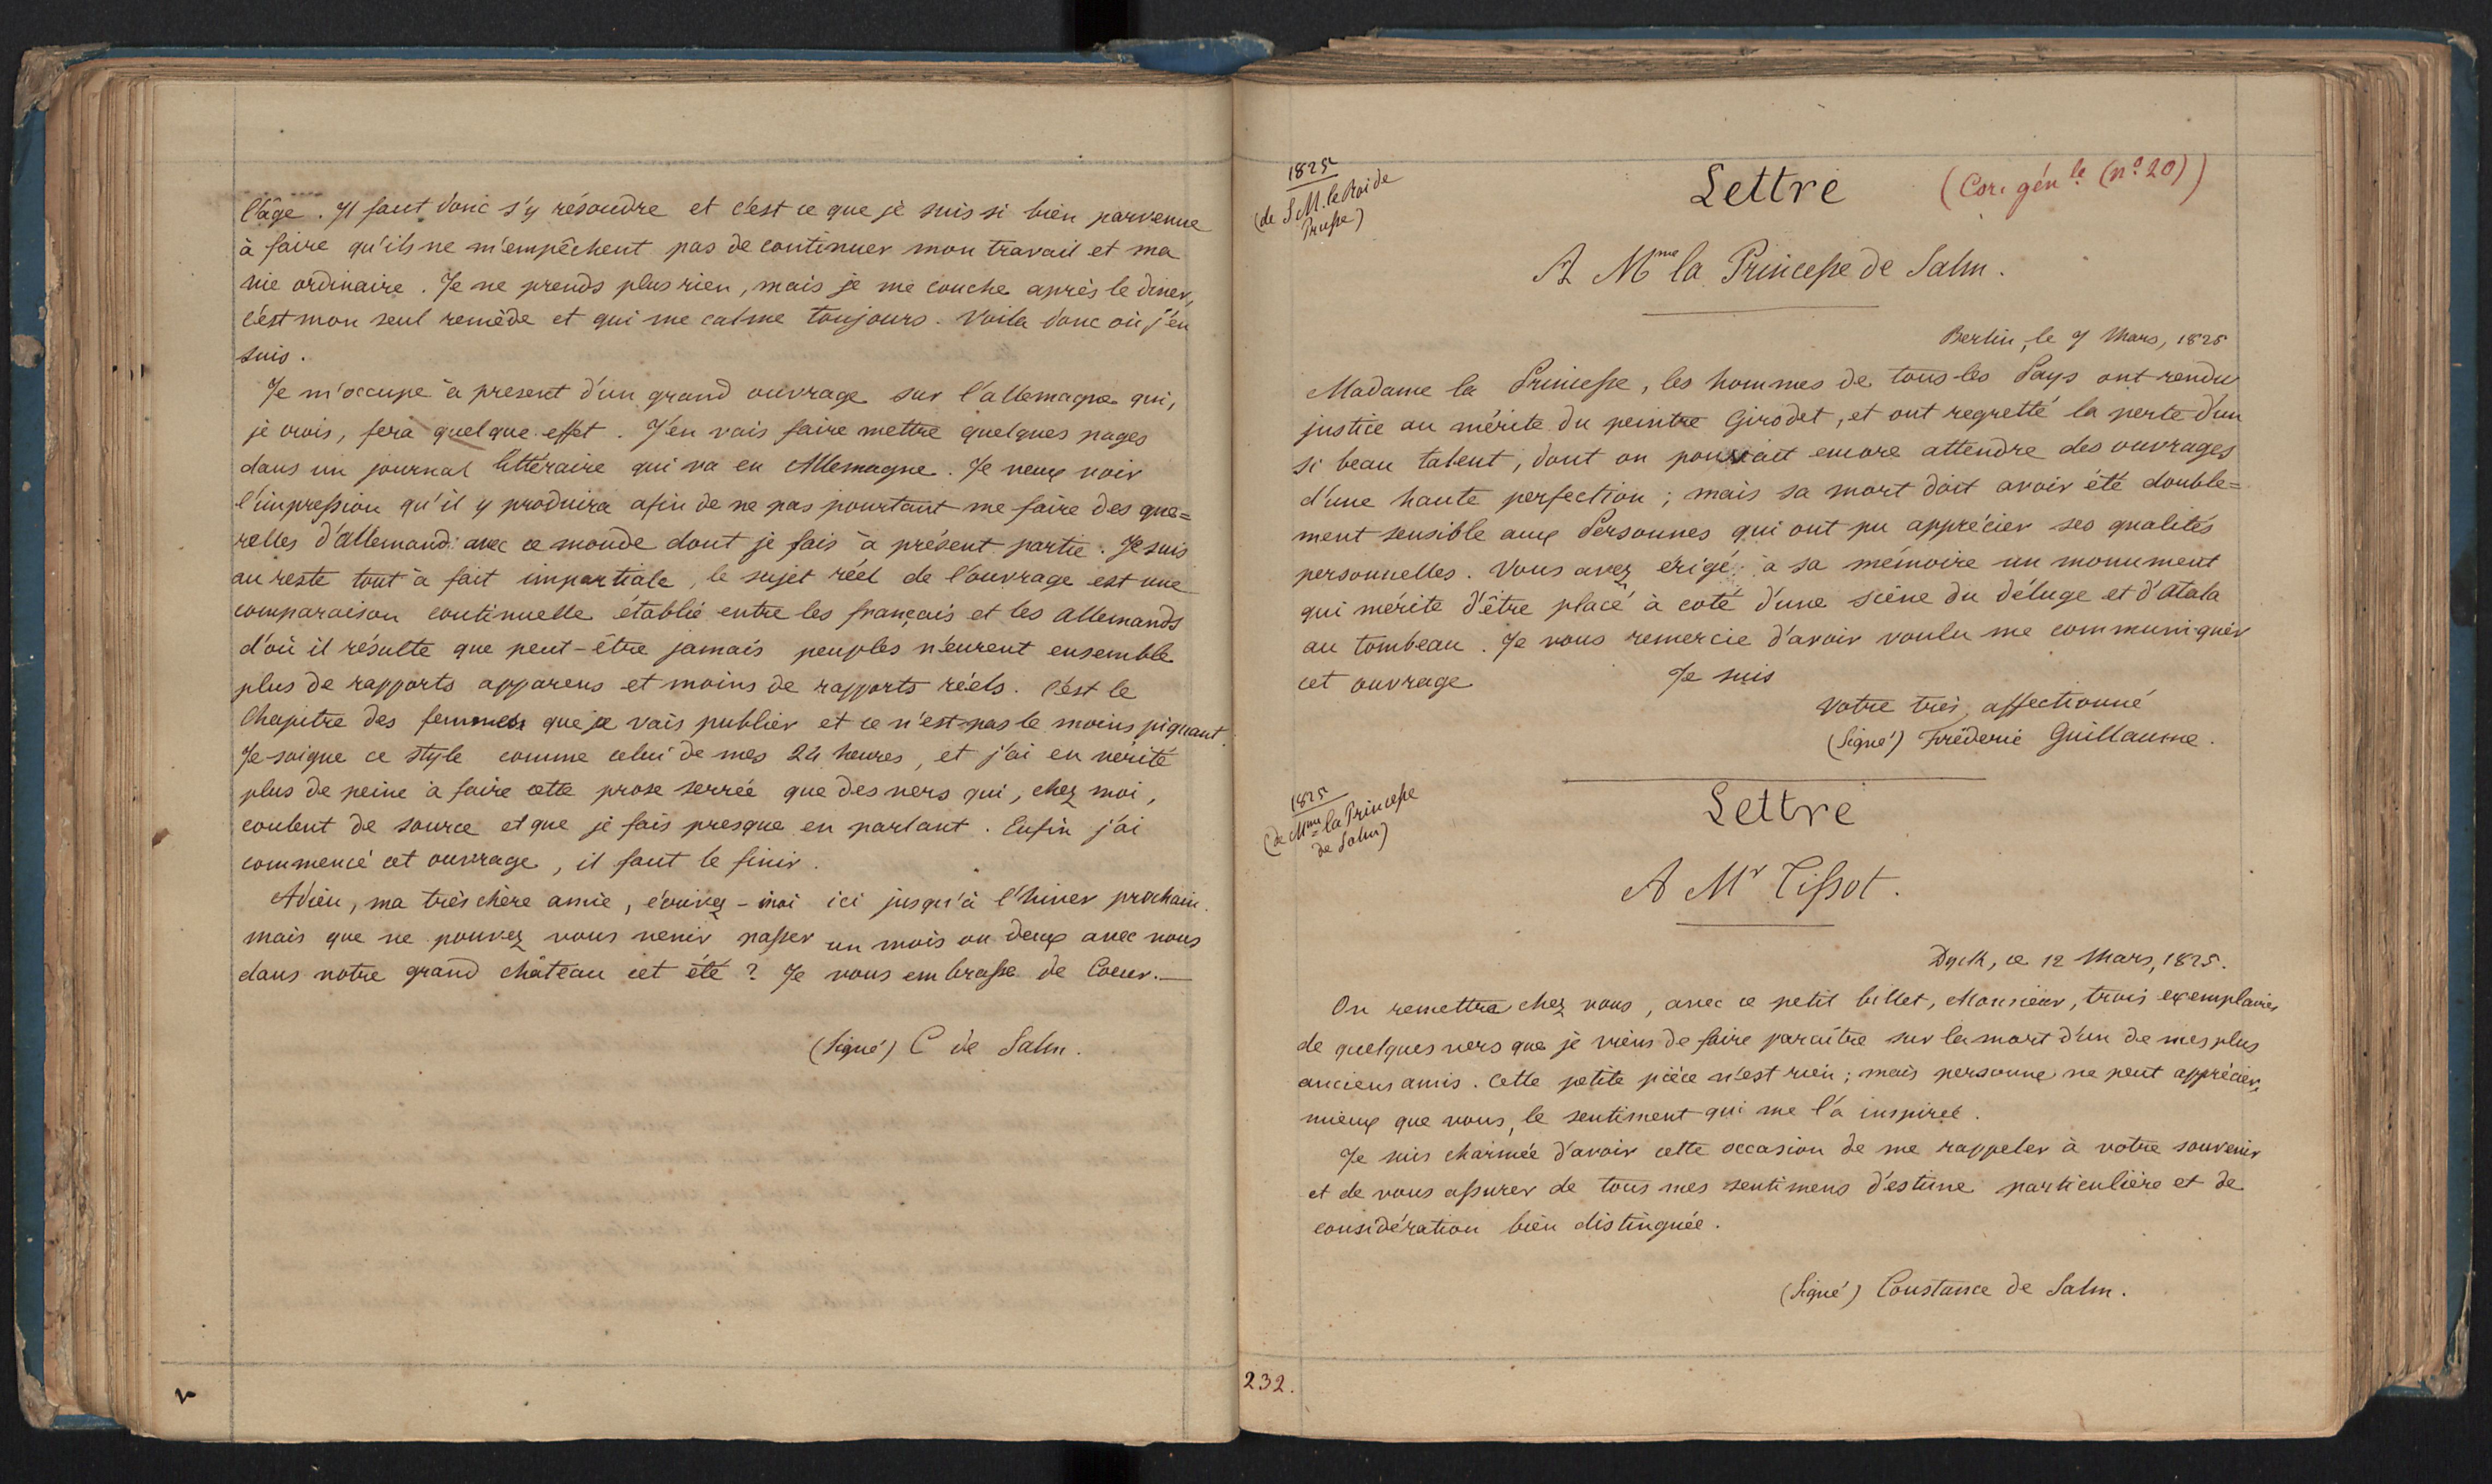 l'âge. Il faut donc s'y résoudre et c'est ce que je suis si bien parvenue
à faire qu'ils ne m'empêchent pas de continuer mon travail et ma
vie ordinaire. Je ne prends plus rien, mais je me couche après le diner,
c'est mon seul remède et qui me calme toujours. Voila donc où j'en
suis.
Je m'occupe à present d'un grand ouvrage sur l'allemagne qui,
je crois, fera quelque effet. J'en vais faire mettre quelques pages
dans un journal littéraire qui va en Allemagne. Je veux voir
l'impression qu'il y produira afin de ne pas pourtant me faire des que=
relles d'allemand avec ce monde dont je fais à présent partie. Je suis
au reste tout à fait impartiale, le sujet réel de l'ouvrage est une
comparaison continuelle établie entre les français et les allemands
d'où il résulte que peut-être jamais peuples n'eurent ensemble
plus de rapports apparens et moins de rapports réels. C'est le
Chapitre des femmes que je vais publier et ce n'est pas le moins piquant.
Je soigne ce style comme celui de mes 24 heures, et j'ai en vérité
plus de peine à faire cette prose serrée que des vers qui, chez moi,
coulent de source et que je fais presque en parlant. Enfin j'ai
commencé cet ouvrage, il faut le finir.
Adieu, ma très chère amie, écrivez-moi ici jusqu'à l'hiver prochain.
mais que ne pouvez vous venir passer un mois ou deux avec nous
dans notre grand château cet été ? Je vous embrasse de Coeur.—
(Signé) C de Salm.
v
1825
(de S.M. le Roi de
Prusse)
Lettre
(Cor. génle (nº 20))
A Mme la Princesse de Salm.
Berlin, le 7 Mars, 1825
Madame la Princesse, les hommes de tous les Pays ont rendu
justice au mérite du peintre Girodet, et ont regretté la perte d'un
si beau talent, dont on pouvait encore attendre des ouvrages
d'une haute perfection ; mais sa mort doit avoir été double=
ment sensible aux Personnes qui ont pu apprécier ses qualités
personnelles. Vous avez érigé à sa mémoire un monument
qui mérite d'être placé à coté d'une scène du déluge et d'Atala
au tombeau. Je vous remercie d'avoir voulu me communiquer
cet ouvrage
Je suis
Votre très affectionné
(Signé) Fréderic Guillaume.
1825
(de Mme la Princesse
de Salm)
Lettre
A Mr Tissot.
Dyck, ce 12 Mars, 1825.
On remettra chez vous, avec ce petit billet, Monsieur, trois exemplaires
de quelques vers que je viens de faire paraître sur la mort d'un de mes plus
anciens amis. Cette petite pièce n'est rien ; mais personne ne peut apprécier,
mieux que vous, le sentiment qui me l'a inspireé.
Je suis charmée d'avoir cette occasion de me rappeler à votre souvenir
et de vous assurer de tous mes sentimens d'estime particulière et de
considération bien distinguée.
(Signé) Constance de Salm.
232.